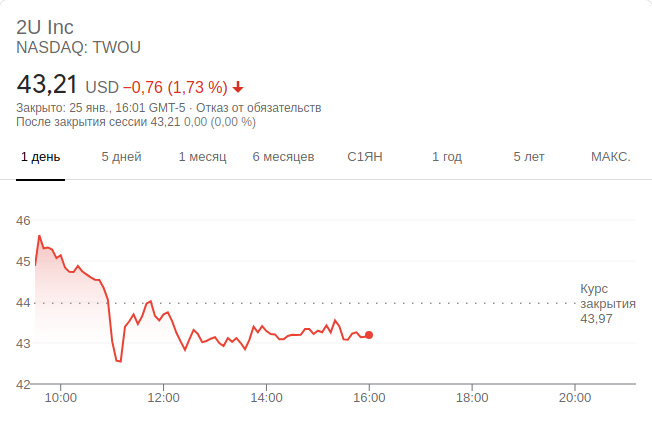 2U Inc
NASDAQ: TWOU
43,21 USD −0,76 (1,73 %)
Закрыто: 25 янв., 16:01 GMT-5 · Отказ от обязательств
После закрытия сессии 43,21 0,00 (0,00 %)
1 день 5 дней 1 месяц 6 месяцев С1ЯН 1 год 5 лет МАКС.
46
45
44
43
42
Курс
закрытия
43,97
10:00 12:00 14:00 16:00 18:00 20:00